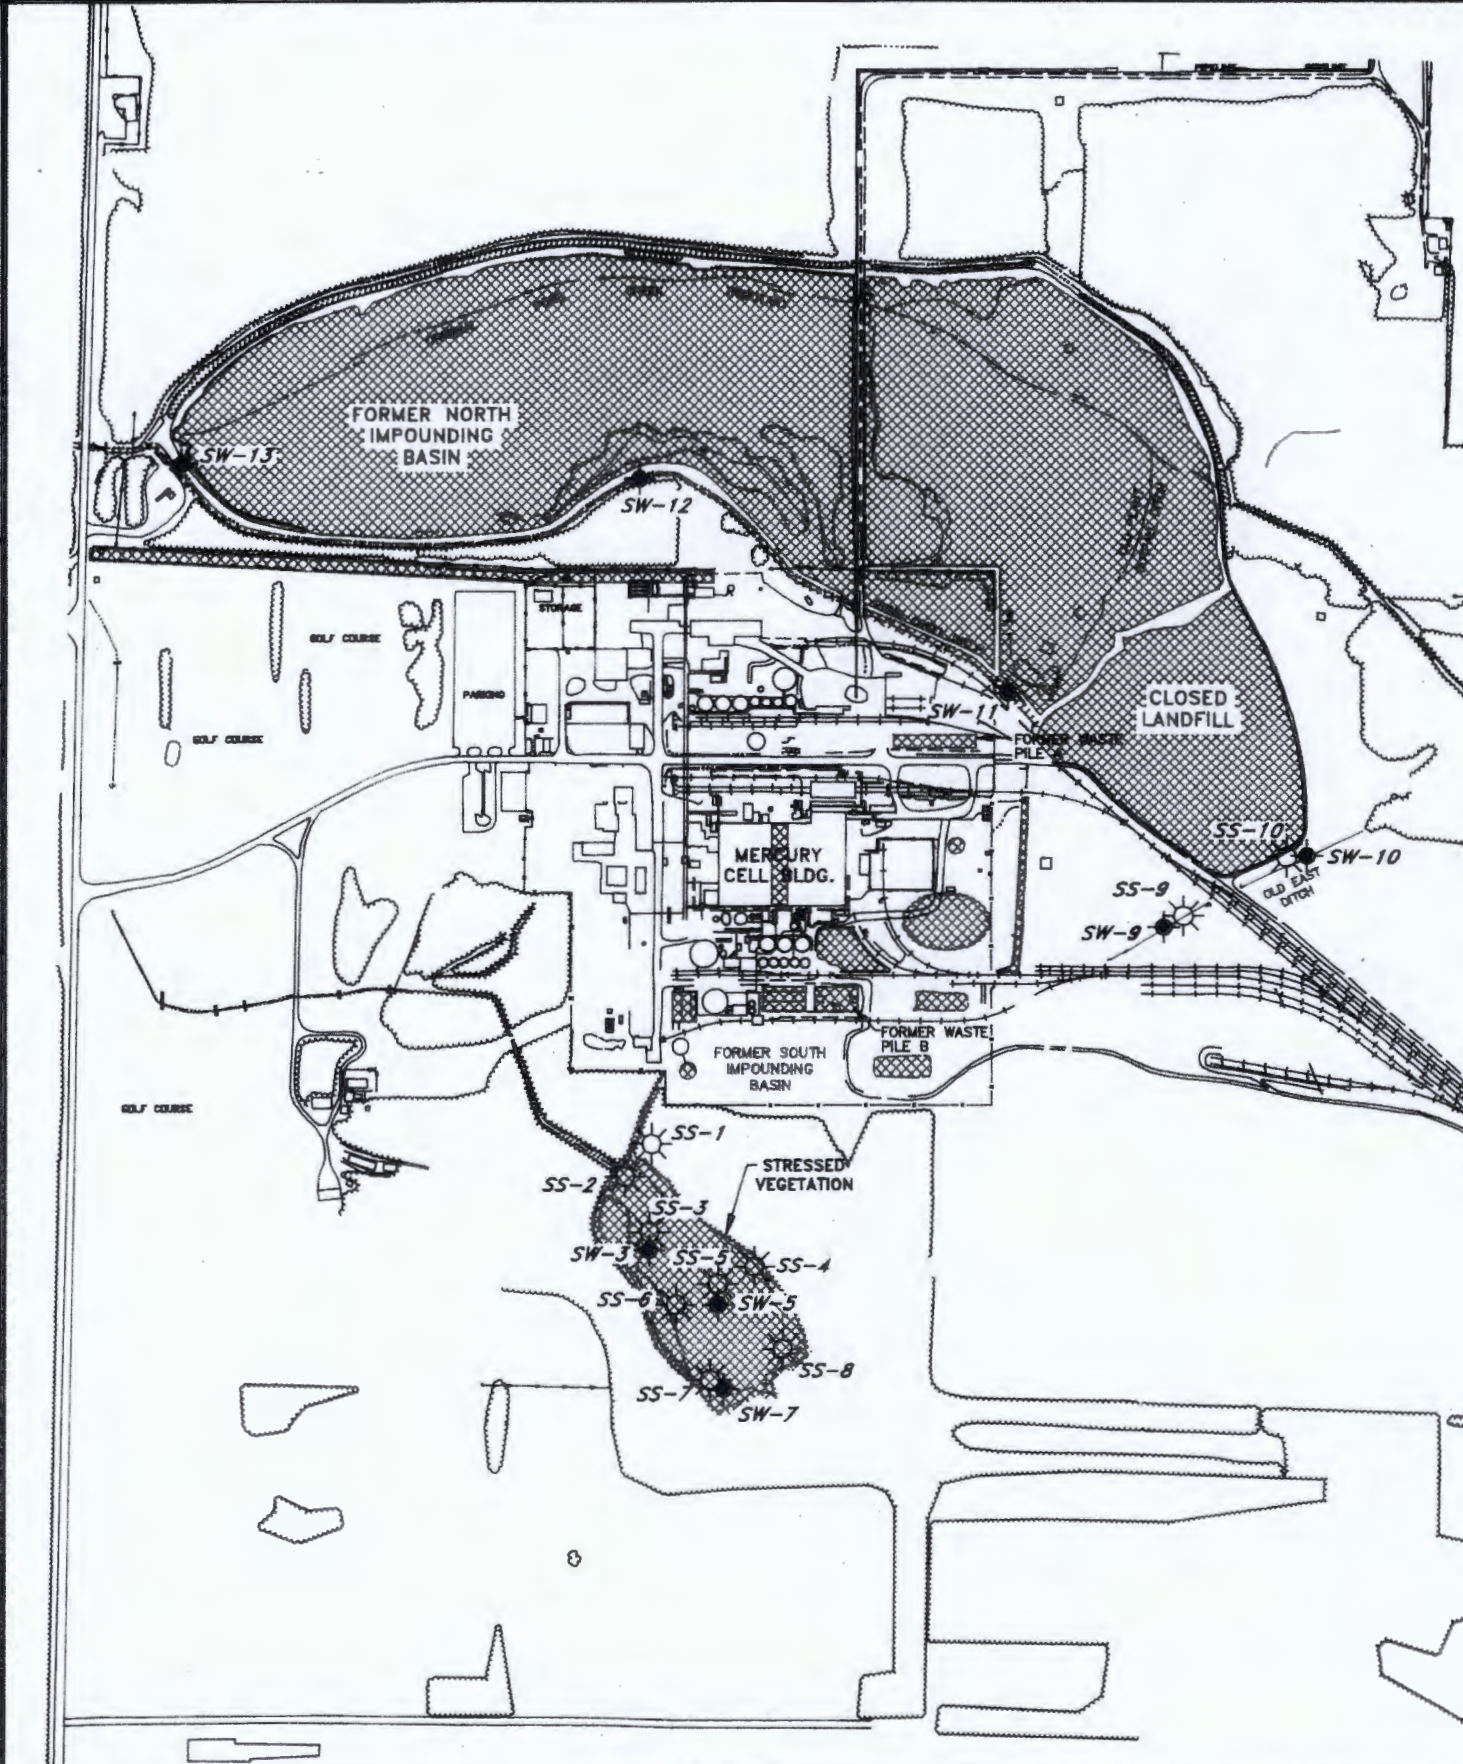 FORMER NORTH
IMPOUNDING
BASIN
SW-13
SW-12
STORAGE
GOLF COURSE
PARKING
GOLF COURSE
SW-11
CLOSED
LANDFILL
FORMER WASTE
PILE
MERCURY
CELL BLDG.
SS-10
SW-10
OLD EAST
DITCH
SS-9
SW-9
FORMER WASTE
PILE B
FORMER SOUTH
IMPOUNDING
BASIN
GOLF COURSE
SS-1
STRESSED
VEGETATION
SS-2
SS-3
SW-3
SS-5
SS-4
SS-6
SW-5
SS-8
SS-7
SW-7